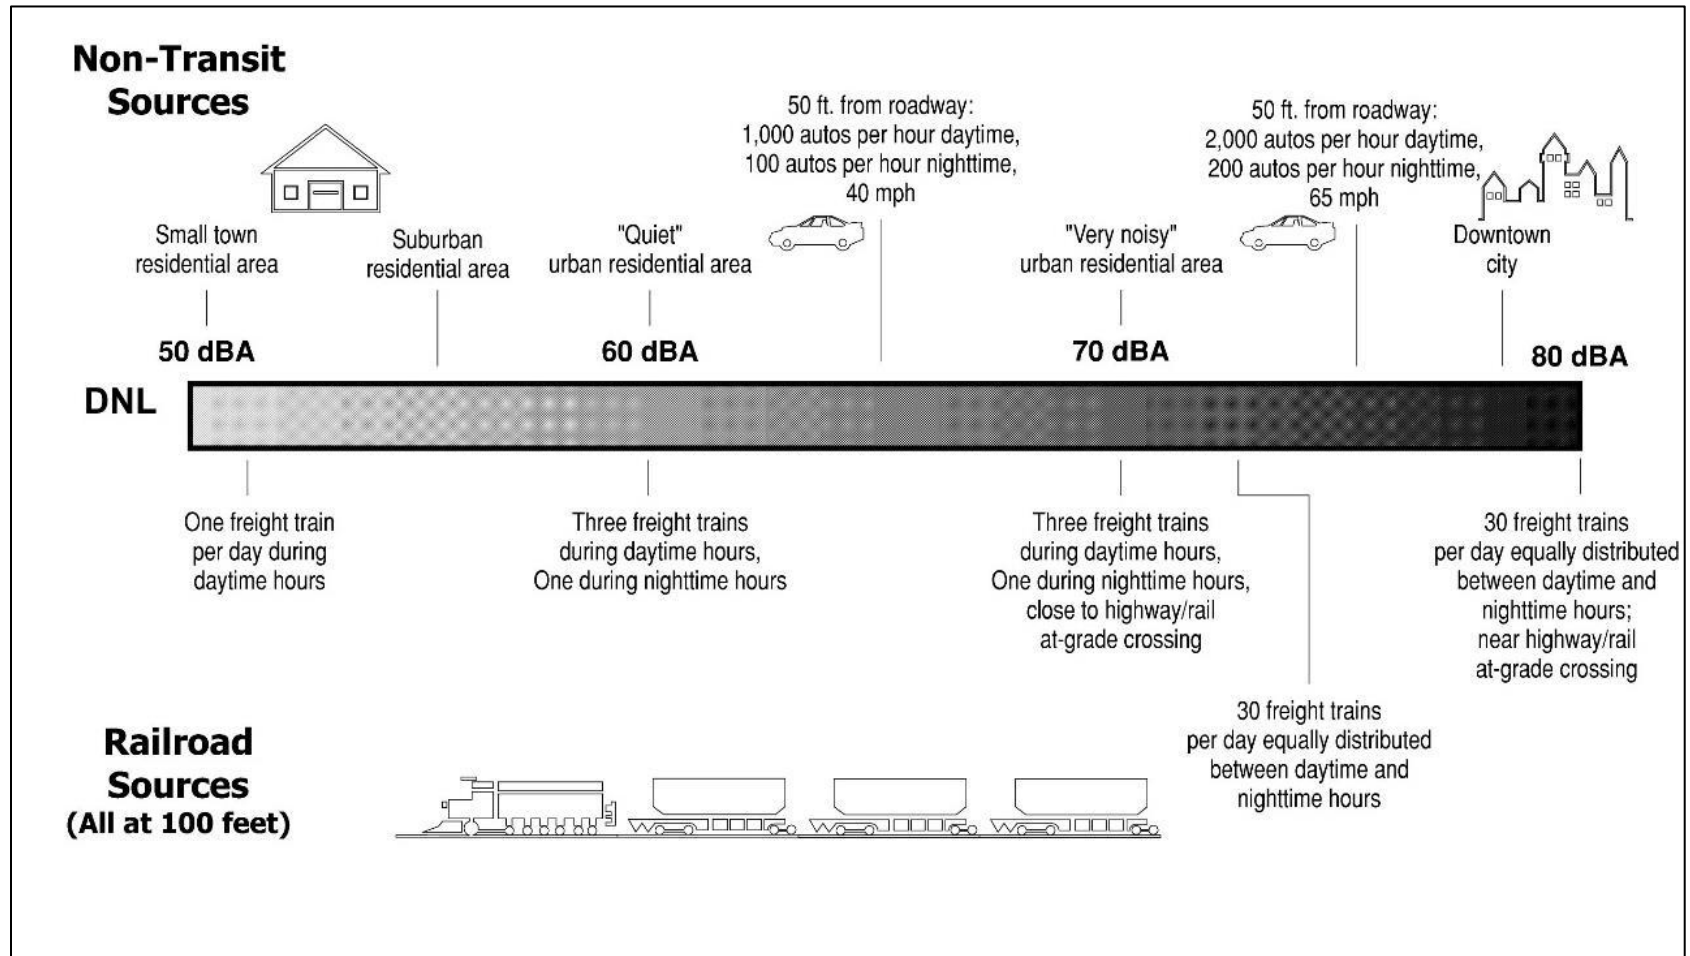 Non-Transit
Sources
50 ft. from roadway:
1,000 autos per hour daytime,
100 autos per hour nighttime,
40 mph
50 ft. from roadway:
2,000 autos per hour daytime,
200 autos per hour nighttime,
65 mph
Small town
residential area
Suburban
residential area
"Quiet"
urban residential area
"Very noisy"
urban residential area
Downtown
city
50 dBA
60 dBA
70 dBA
80 dBA
DNL
One freight train
per day during
daytime hours
Three freight trains
during daytime hours,
One during nighttime hours
Three freight trains
during daytime hours,
One during nighttime hours,
close to highway/rail
at-grade crossing
30 freight trains
per day equally distributed
between daytime and
nighttime hours;
near highway/rail
at-grade crossing
30 freight trains
per day equally distributed
between daytime and
nighttime hours
Railroad
Sources
(All at 100 feet)